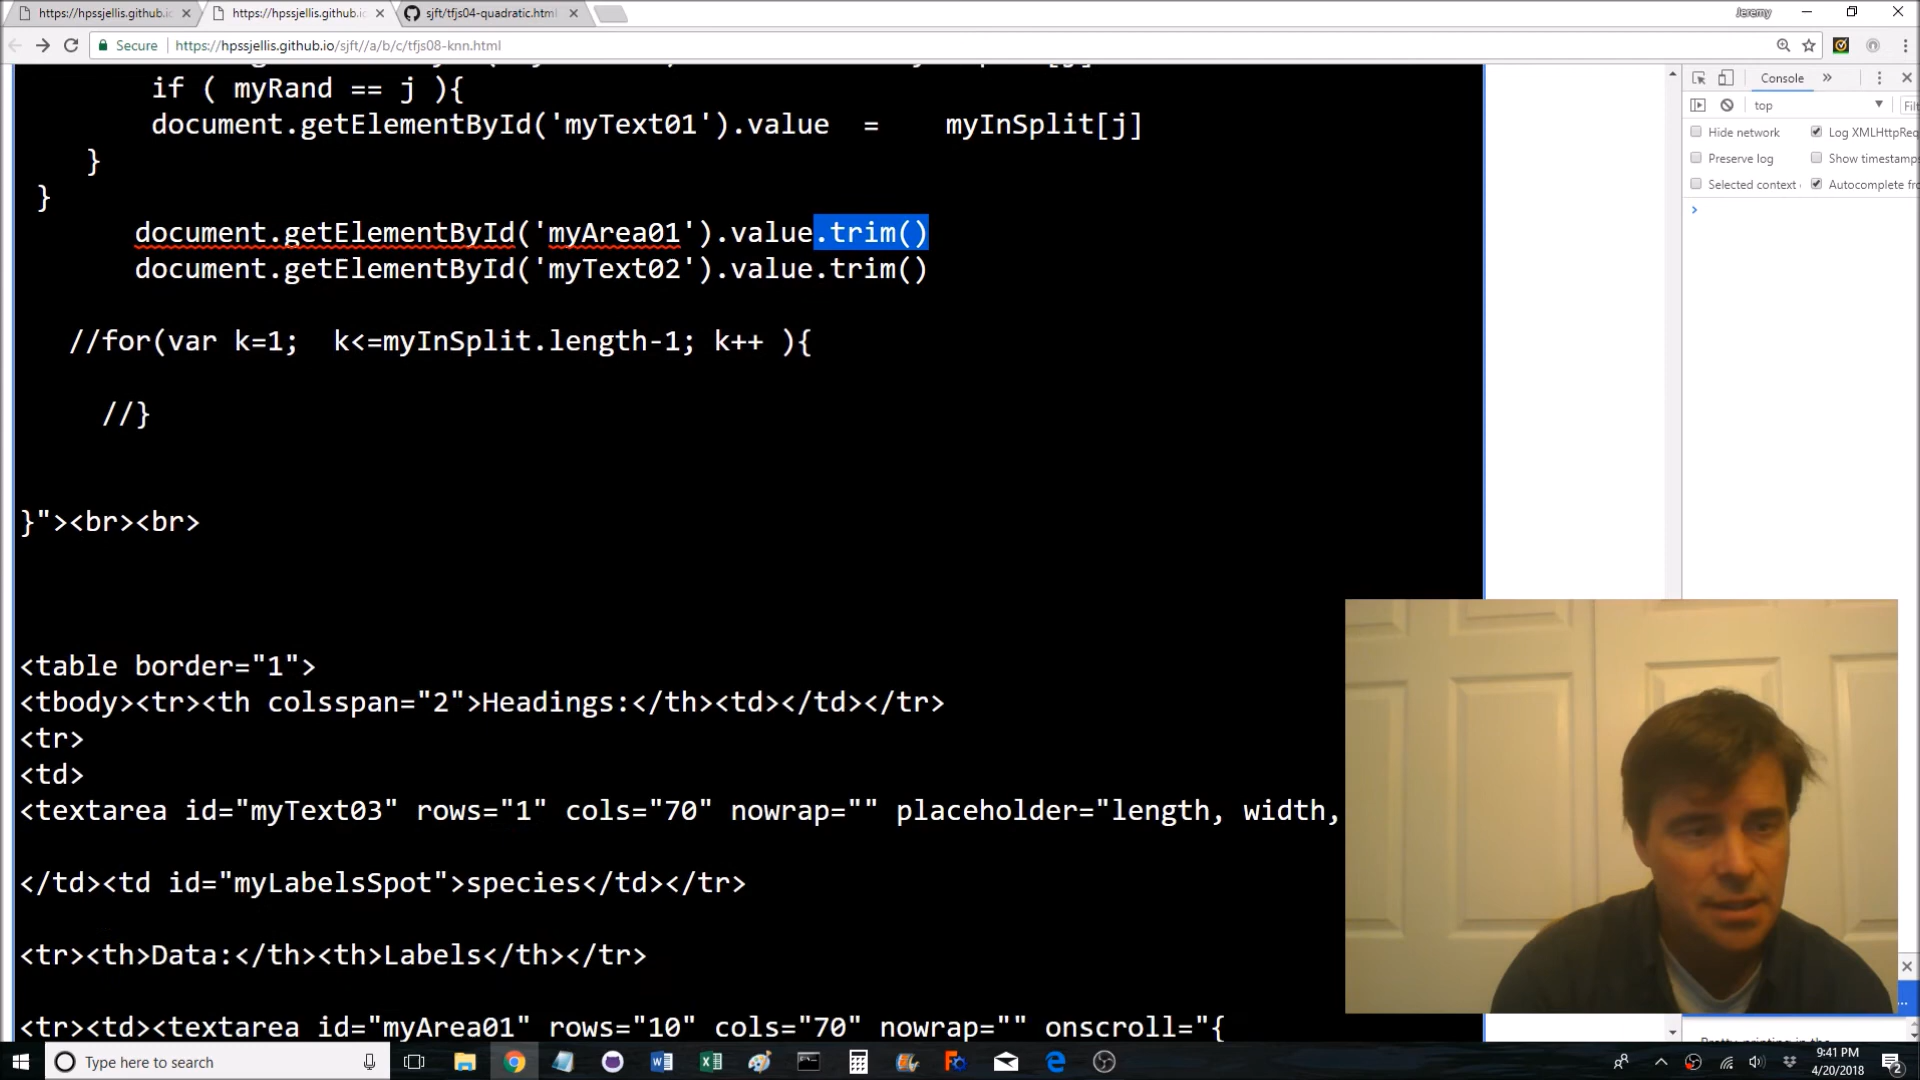 https://hpssjellis.github.io.
https://hpssjellis.github.io.
sjft/tfjs04-quadratic.html
Jeremy
Secure
https://hpssjellis.github.io/sjft//a/b/c/tfjs08-knn.html
if ( myRand == j ){
document.getElementById('myText01').value = myInSplit[j]
}
}
document.getElementById('myArea01').value.trim()
document.getElementById('myText02').value.trim()
//for(var k=1; k<=myInSplit.length-1; k++ ){
//}
}"><br><br>
<table border="1">
<tbody><tr><th colsspan="2">Headings:</th><td></td></tr>
<tr>
<td>
<textarea id="myText03" rows="1" cols="70" nowrap="" placeholder="length, width,
</td><td id="myLabelsSpot">species</td></tr>
<tr><th>Data:</th><th>Labels</th></tr>
<tr><td><textarea id="myArea01" rows="10" cols="70" nowrap="" onscroll="{
Console »
top
Hide network
Log XMLHttpReq
Preserve log
Show timestamps
Selected context
Autocomplete fro
Type here to search
9:41 PM
4/20/2018
2